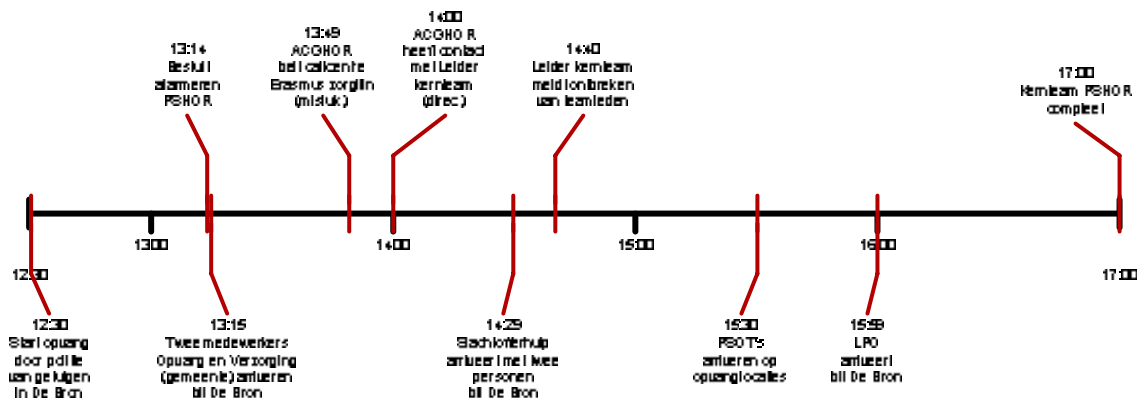 13:14
Besluit
alarmeren
PSHOR
13:49
ACGHOR
belt callcenter
Erasmus zorglijn
(mislukt)
14:00
ACGHOR
heeft contact
met Leider
kernteam
(direct)
14:40
Leider kernteam
meldt ontbreken
van teamleden
17:00
Kernteam PSHOR
compleet
13:00
14:00
15:00
16:00
12:30
17:00
12:30
Start opvang
door politie
van getuigen
in De Bron
13:15
Twee medewerkers
Opvang en Verzorging
(gemeente) arriveren
bij De Bron
14:29
Slachtofferhulp
arriveert met twee
personen
bij De Bron
15:30
PSOT's
arriveren op
opvanglocaties
15:59
LPO
arriveert
bij De Bron